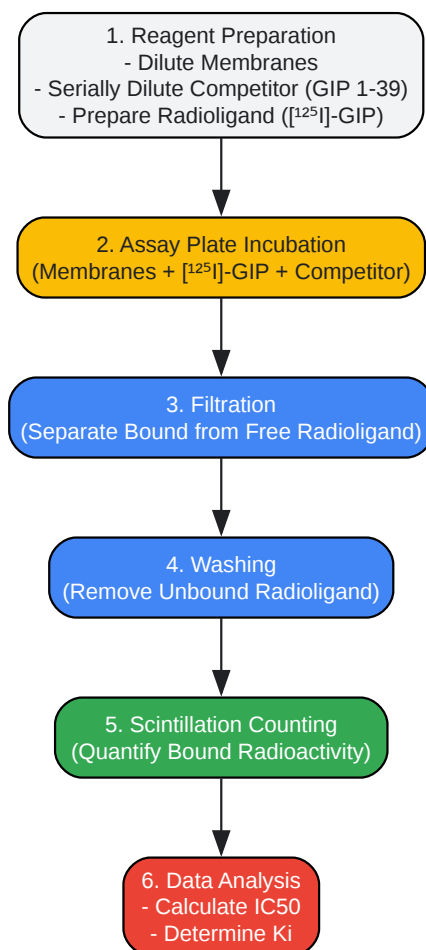 1. Reagent Preparation
- Dilute Membranes
- Serially Dilute Competitor (GIP 1-39)
- Prepare Radioligand ([¹²⁵I]-GIP)
2. Assay Plate Incubation
(Membranes + [¹²⁵I]-GIP + Competitor)
3. Filtration
(Separate Bound from Free Radioligand)
4. Washing
(Remove Unbound Radioligand)
5. Scintillation Counting
(Quantify Bound Radioactivity)
6. Data Analysis
- Calculate IC50
- Determine Ki